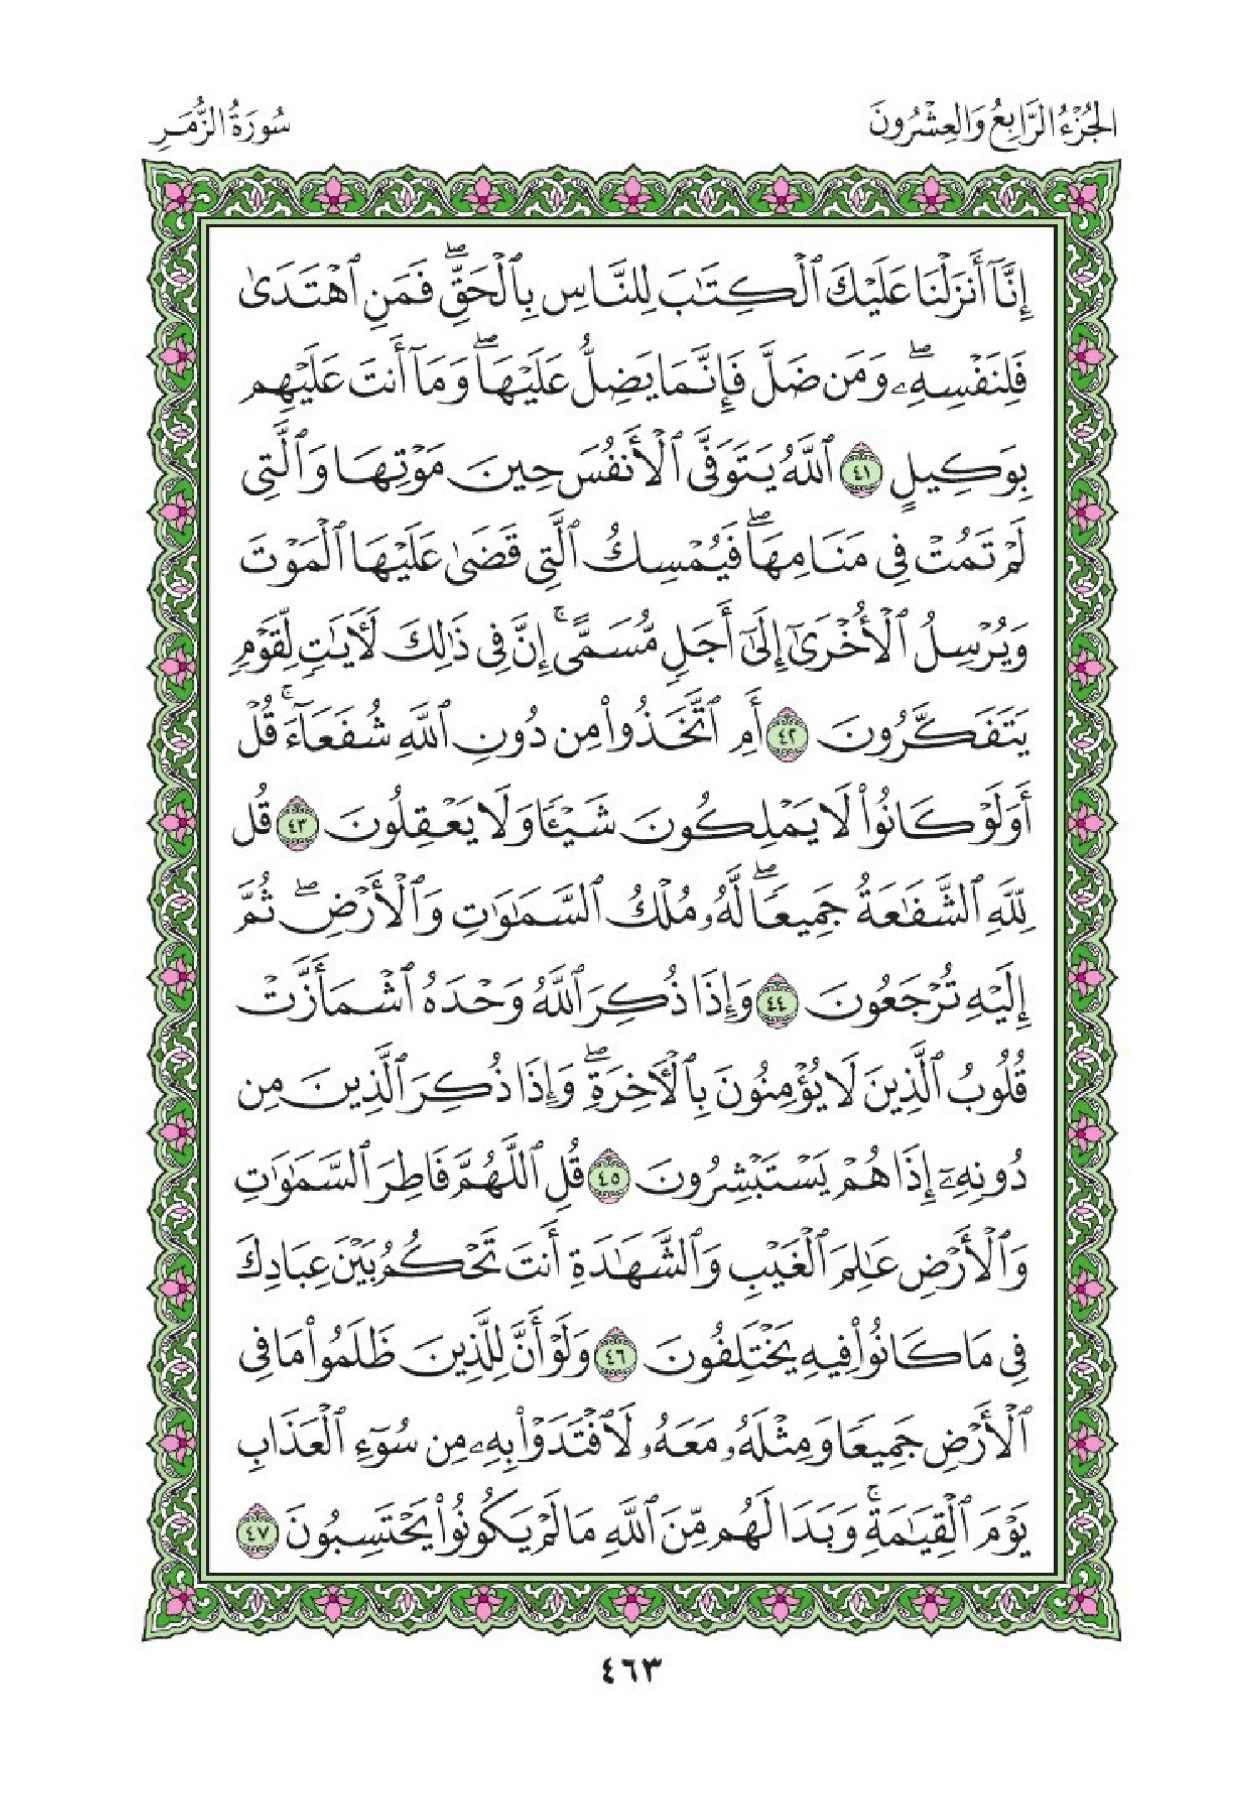 الجُزْءُ الرَّابِعُ وَالعِشْرُونَ
سُورَةُ الزُّمَرِ
إِنَّآ أَنزَلْنَا عَلَيْكَ ٱلْكِتَٰبَ لِلنَّاسِ بِٱلْحَقِّۖ فَمَنِ ٱهْتَدَىٰ
فَلِنَفْسِهِۦۖ وَمَن ضَلَّ فَإِنَّمَا يَضِلُّ عَلَيْهَاۖ وَمَآ أَنتَ عَلَيْهِم
بِوَكِيلٍ ٤١ ٱللَّهُ يَتَوَفَّى ٱلْأَنفُسَ حِينَ مَوْتِهَا وَٱلَّتِى
لَمْ تَمُتْ فِى مَنَامِهَاۖ فَيُمْسِكُ ٱلَّتِى قَضَىٰ عَلَيْهَا ٱلْمَوْتَ
وَيُرْسِلُ ٱلْأُخْرَىٰٓ إِلَىٰٓ أَجَلٍ مُّسَمًّىۚ إِنَّ فِى ذَٰلِكَ لَءَايَٰتٍ لِّقَوْمٍ
يَتَفَكَّرُونَ ٤٢ أَمِ ٱتَّخَذُوا۟ مِن دُونِ ٱللَّهِ شُفَعَآءَۚ قُلْ
أَوَلَوْ كَانُوا۟ لَا يَمْلِكُونَ شَيْـًٔا وَلَا يَعْقِلُونَ ٤٣ قُل
لِّلَّهِ ٱلشَّفَٰعَةُ جَمِيعًاۖ لَّهُۥ مُلْكُ ٱلسَّمَٰوَٰتِ وَٱلْأَرْضِۖ ثُمَّ
إِلَيْهِ تُرْجَعُونَ ٤٤ وَإِذَا ذُكِرَ ٱللَّهُ وَحْدَهُ ٱشْمَأَزَّتْ
قُلُوبُ ٱلَّذِينَ لَا يُؤْمِنُونَ بِٱلْءَاخِرَةِۖ وَإِذَا ذُكِرَ ٱلَّذِينَ مِن
دُونِهِۦٓ إِذَا هُمْ يَسْتَبْشِرُونَ ٤٥ قُلِ ٱللَّهُمَّ فَاطِرَ ٱلسَّمَٰوَٰتِ
وَٱلْأَرْضِ عَٰلِمَ ٱلْغَيْبِ وَٱلشَّهَٰدَةِ أَنتَ تَحْكُمُ بَيْنَ عِبَادِكَ
فِى مَا كَانُوا۟ فِيهِ يَخْتَلِفُونَ ٤٦ وَلَوْ أَنَّ لِلَّذِينَ ظَلَمُوا۟ مَا فِى
ٱلْأَرْضِ جَمِيعًا وَمِثْلَهُۥ مَعَهُۥ لَٱفْتَدَوْا۟ بِهِۦ مِن سُوٓءِ ٱلْعَذَابِ
يَوْمَ ٱلْقِيَٰمَةِۚ وَبَدَا لَهُم مِّنَ ٱللَّهِ مَا لَمْ يَكُونُوا۟ يَحْتَسِبُونَ ٤٧
٤٦٣